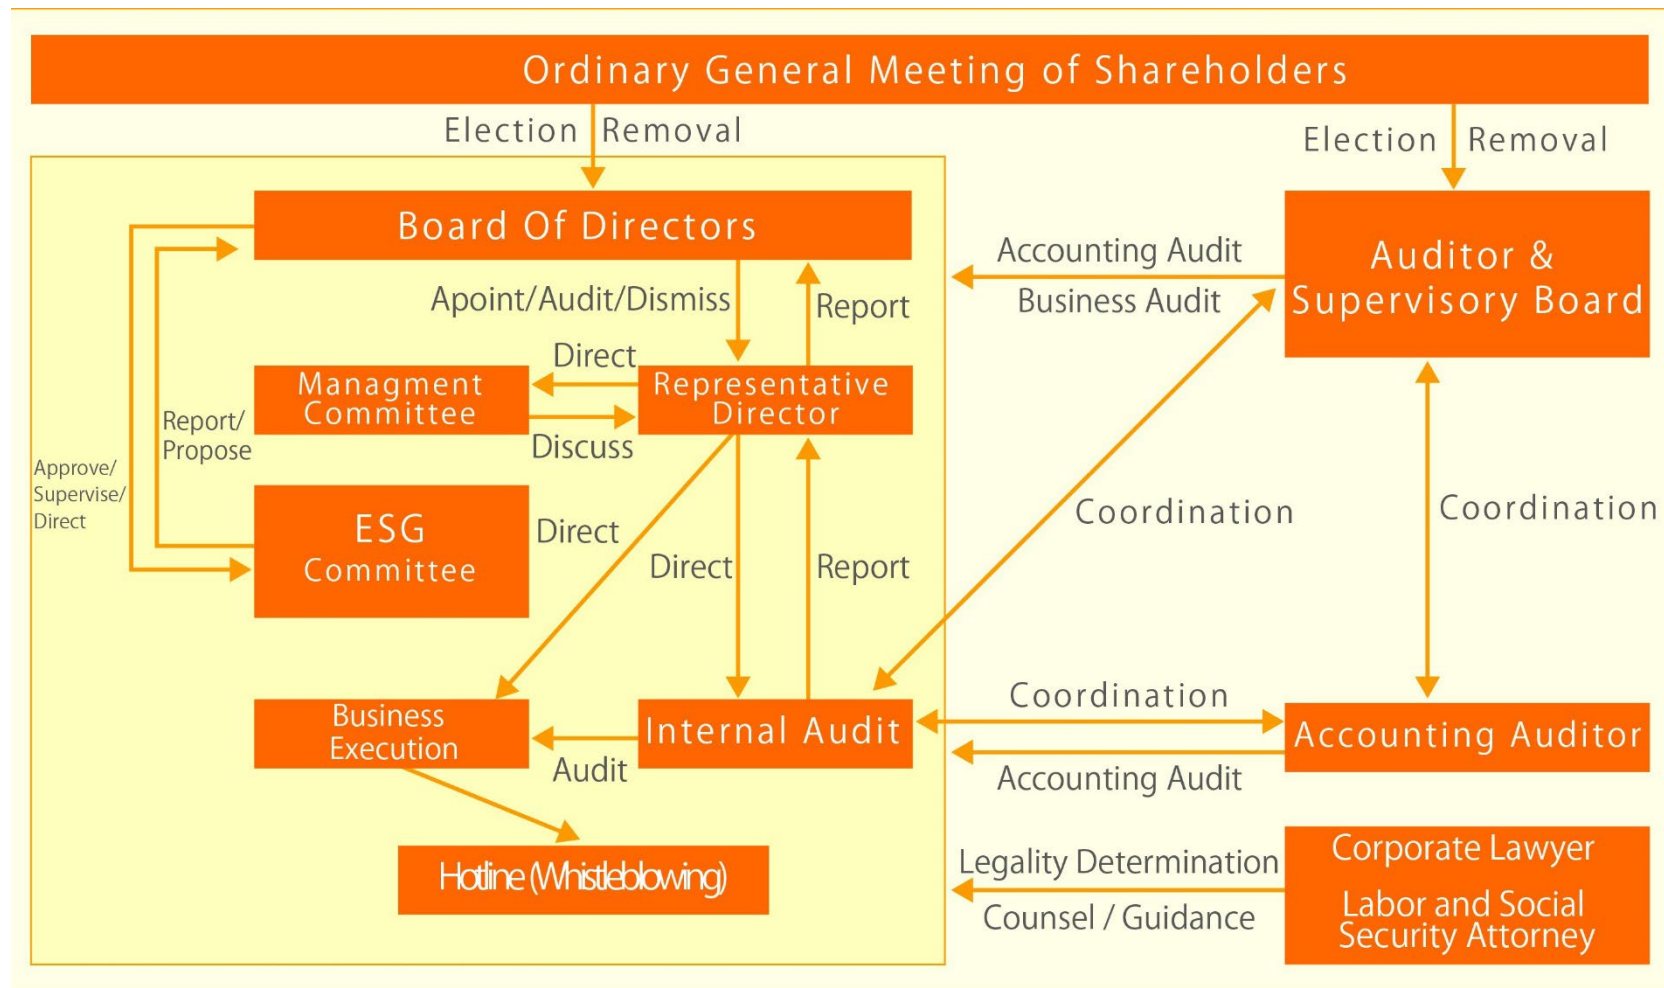 Ordinary General Meeting of Shareholders
Election Removal
Election Removal
Board Of Directors
Auditor &
Supervisory Board
Accounting Audit
Business Audit
Apoint/Audit/Dismiss
Report
Direct
Managment
Committee
Representative
Director
Discuss
Report/
Propose
Approve/
Supervise/
Direct
ESG
Committee
Direct
Direct
Report
Coordination
Coordination
Business
Execution
Internal Audit
Audit
Coordination
Accounting Auditor
Accounting Audit
Hotline (Whistleblowing)
Legality Determination
Counsel / Guidance
Corporate Lawyer
Labor and Social
Security Attorney